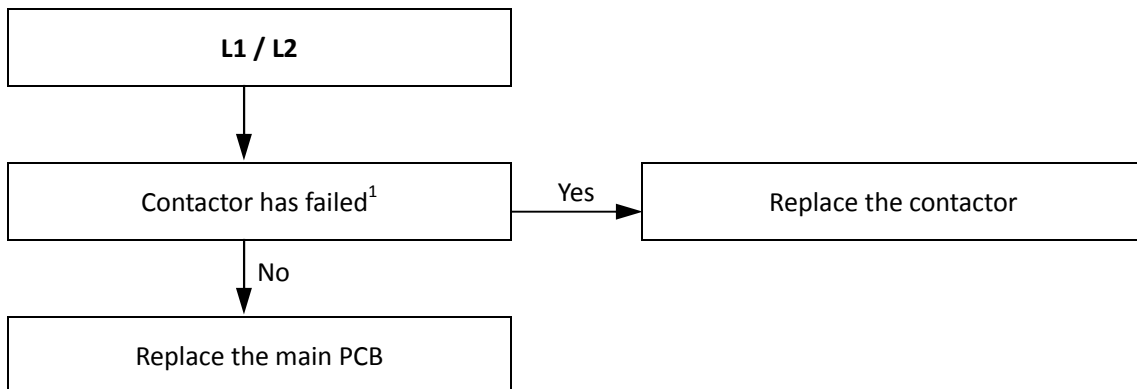 L1 / L2
Contactor has failed¹
Yes
Replace the contactor
No
Replace the main PCB